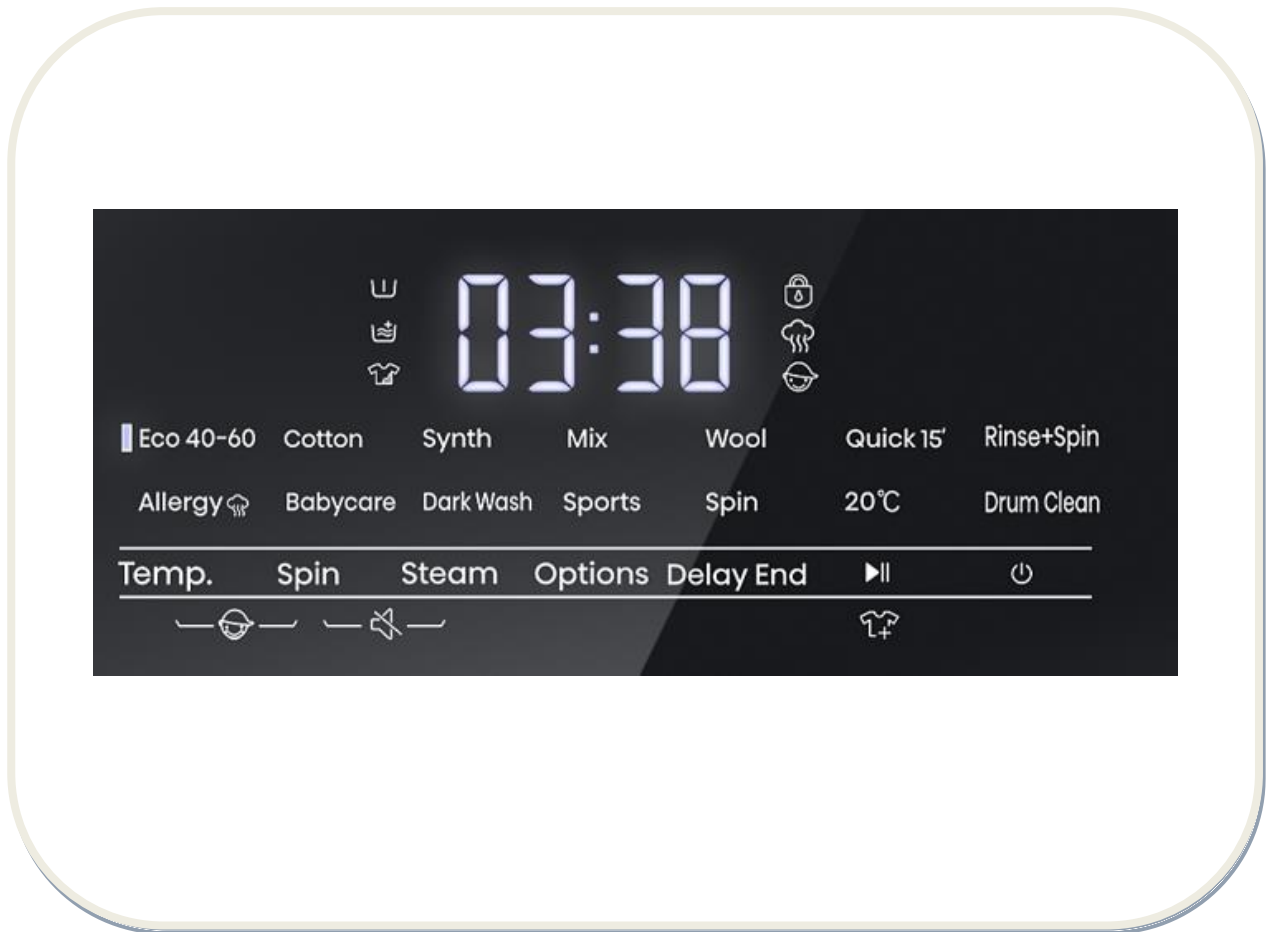 03:38
Eco 40-60 Cotton Synth Mix Wool Quick 15' Rinse+Spin
Allergy Babycare Dark Wash Sports Spin 20℃ Drum Clean
Temp. Spin Steam Options Delay End